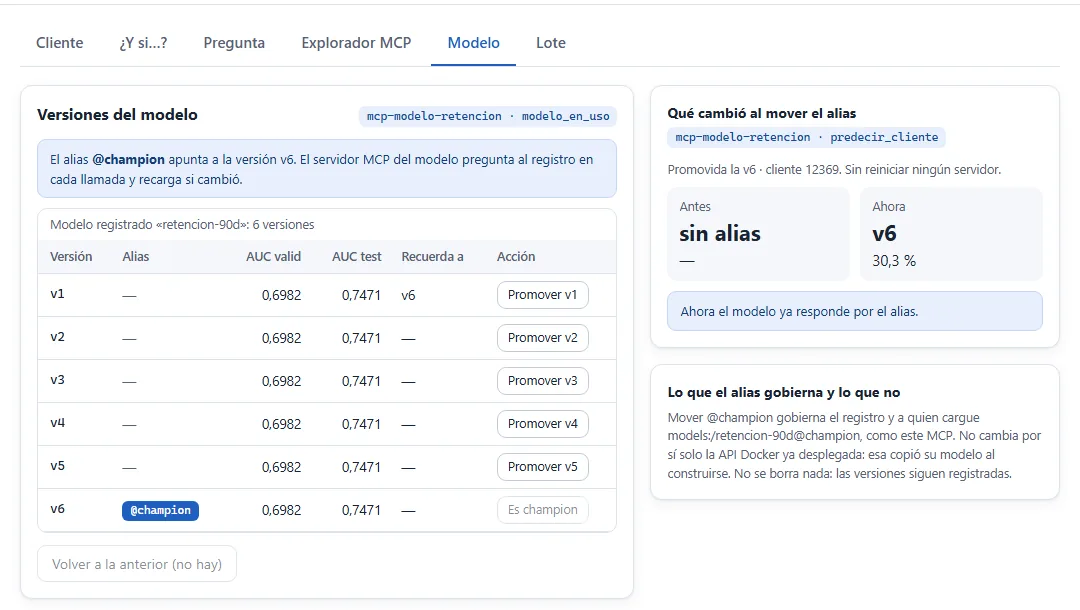 Cliente ¿Y si...? Pregunta Explorador MCP Modelo Lote
Versiones del modelo
mcp-modelo-retencion · modelo_en_uso
El alias @champion apunta a la versión v6. El servidor MCP del modelo pregunta al registro en
cada llamada y recarga si cambió.
Modelo registrado «retencion-90d»: 6 versiones
Versión Alias AUC valid AUC test Recuerda a Acción
v1 — 0,6982 0,7471 v6 Promover v1
v2 — 0,6982 0,7471 — Promover v2
v3 — 0,6982 0,7471 — Promover v3
v4 — 0,6982 0,7471 — Promover v4
v5 — 0,6982 0,7471 — Promover v5
v6 @champion 0,6982 0,7471 — Es champion
Volver a la anterior (no hay)
Qué cambió al mover el alias
mcp-modelo-retencion · predecir_cliente
Promovida la v6 · cliente 12369. Sin reiniciar ningún servidor.
Antes
sin alias
—
Ahora
v6
30,3 %
Ahora el modelo ya responde por el alias.
Lo que el alias gobierna y lo que no
Mover @champion gobierna el registro y a quien cargue
models:/retencion-90d@champion, como este MCP. No cambia por
sí solo la API Docker ya desplegada: esa copió su modelo al
construirse. No se borra nada: las versiones siguen registradas.